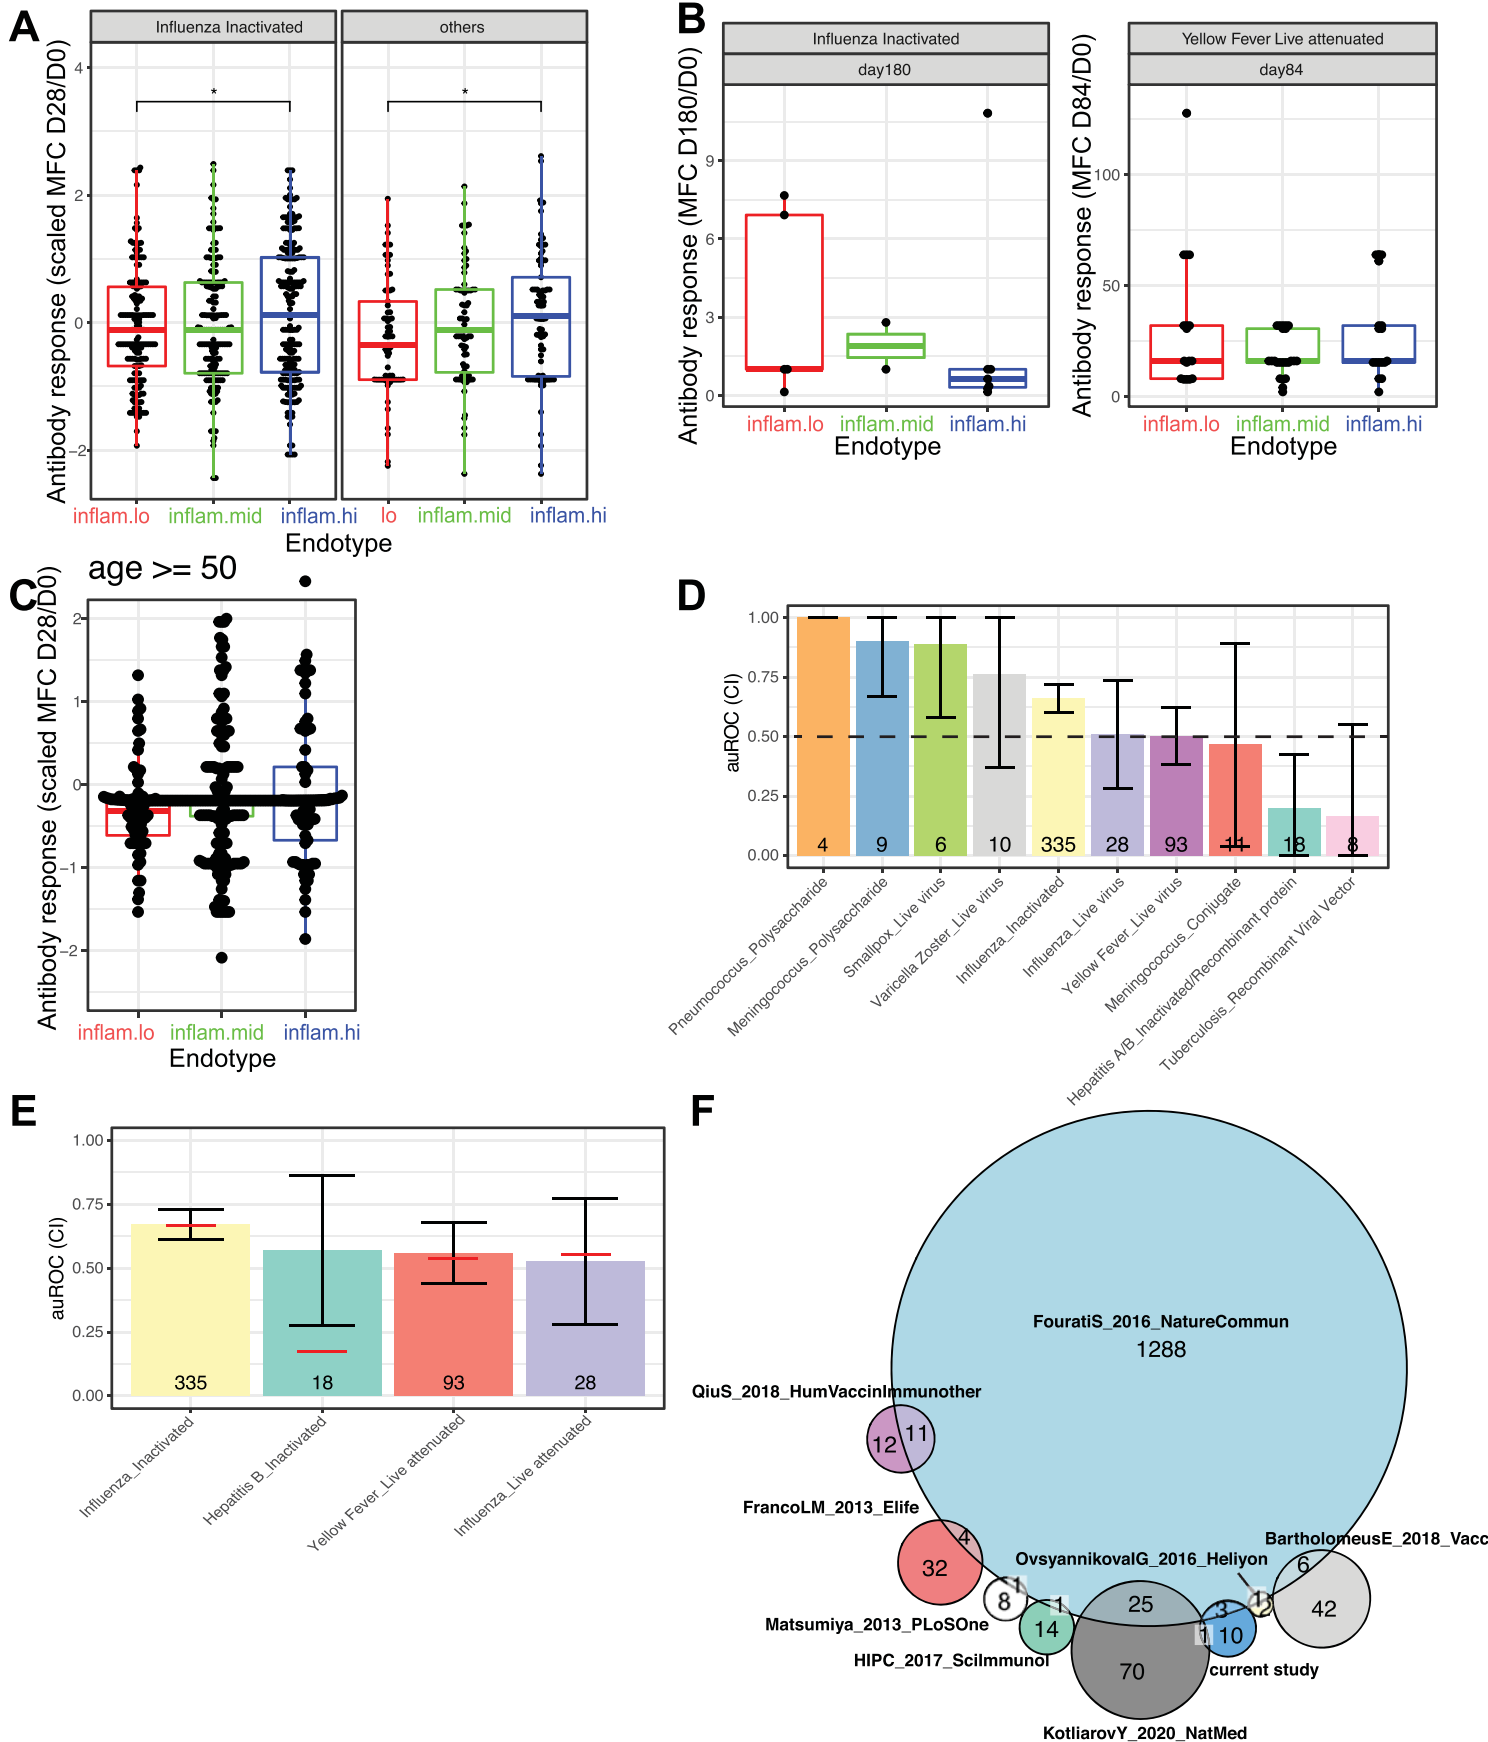 A
Influenza Inactivated
others
Antibody response (scaled MFC D28/D0)
4
2
0
−2
*
*
inflam.lo
inflam.mid
inflam.hi
lo
inflam.mid
inflam.hi
Endotype
B
Influenza Inactivated
day180
Antibody response (MFC D180/D0)
9
6
3
0
inflam.lo
inflam.mid
inflam.hi
Endotype
Yellow Fever Live attenuated
day84
Antibody response (MFC D84/D0)
100
50
0
inflam.lo
inflam.mid
inflam.hi
Endotype
C
age >= 50
Antibody response (scaled MFC D28/D0)
2
1
0
−1
−2
inflam.lo
inflam.mid
inflam.hi
Endotype
D
auROC (CI)
1.00
0.75
0.50
0.25
0.00
4
9
6
10
335
28
93
11
18
8
Pneumococcus_Polysaccharide
Meningococcus_Polysaccharide
Smallpox_Live virus
Varicella Zoster_Live virus
Influenza_Inactivated
Influenza_Live virus
Yellow Fever_Live virus
Meningococcus_Conjugate
Hepatitis A/B_Inactivated/Recombinant protein
Tuberculosis_Recombinant Viral Vector
E
auROC (CI)
1.00
0.75
0.50
0.25
0.00
335
18
93
28
Influenza_Inactivated
Hepatitis B_Inactivated
Yellow Fever_Live attenuated
Influenza_Live attenuated
F
FouratiS_2016_NatureCommun
1288
QiuS_2018_HumVaccinImmunother
12
11
FrancoLM_2013_Elife
4
32
BartholomeusE_2018_Vacc
OvsyannikovaIG_2016_Heliyon
6
42
1
2
1
8
1
14
25
70
3
1
10
Matsumiya_2013_PLoSOne
HIPC_2017_SciImmunol
current study
KotliarovY_2020_NatMed